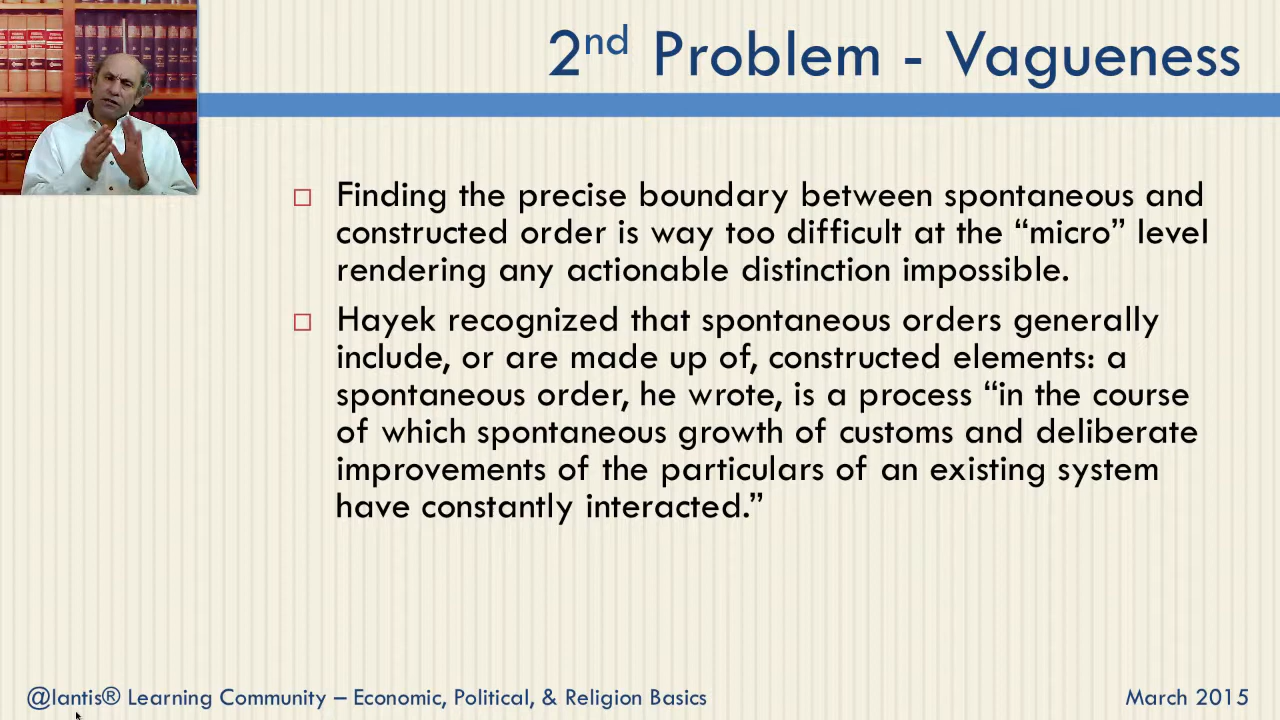 2nd Problem - Vagueness
□ Finding the precise boundary between spontaneous and
constructed order is way too difficult at the “micro” level
rendering any actionable distinction impossible.
□ Hayek recognized that spontaneous orders generally
include, or are made up of, constructed elements: a
spontaneous order, he wrote, is a process “in the course
of which spontaneous growth of customs and deliberate
improvements of the particulars of an existing system
have constantly interacted.”
@lantis® Learning Community – Economic, Political, & Religion Basics
March 2015